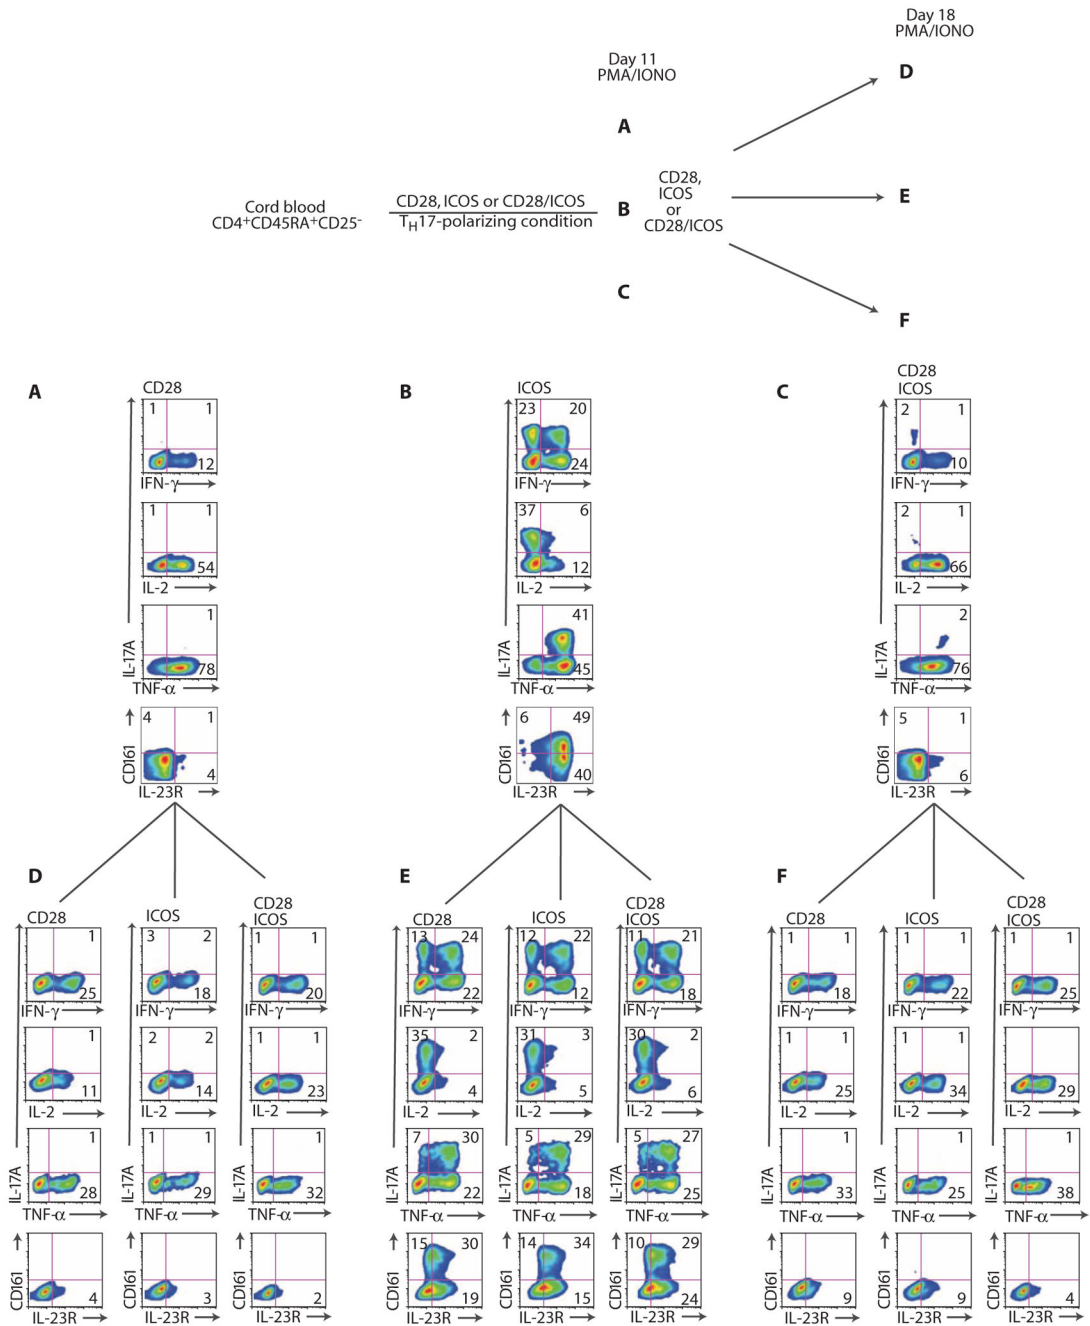 Day 18
PMA/IONO
Day 11
PMA/IONO
D
A
Cord blood
CD4+CD45RA+CD25-
CD28, ICOS or CD28/ICOS
TH17-polarizing condition
B
CD28,
ICOS
or
CD28/ICOS
E
C
F
A
CD28
1 1
12
IFN-γ
1 1
54
IL-2
1
78
IL-17A
TNF-α
4 1
4
CD161
IL-23R
B
ICOS
23 20
24
IFN-γ
37 6
12
IL-2
41
45
IL-17A
TNF-α
6 49
40
CD161
IL-23R
C
CD28
ICOS
2 1
10
IFN-γ
2 1
66
IL-2
2
76
IL-17A
TNF-α
5 1
6
CD161
IL-23R
D
CD28
1
25
IFN-γ
1
11
IL-2
1
28
IL-17A
TNF-α
4
CD161
IL-23R
ICOS
3 2
18
IFN-γ
2 2
14
IL-2
1 1
29
IL-17A
TNF-α
3
CD161
IL-23R
CD28
ICOS
1 1
20
IFN-γ
1 1
23
IL-2
1
32
IL-17A
TNF-α
2
CD161
IL-23R
E
CD28
13 24
22
IFN-γ
35 2
4
IL-2
7 30
22
IL-17A
TNF-α
15 30
19
CD161
IL-23R
ICOS
12 22
12
IFN-γ
31 3
5
IL-2
5 29
18
IL-17A
TNF-α
14 34
15
CD161
IL-23R
CD28
ICOS
11 21
18
IFN-γ
30 2
6
IL-2
5 27
25
IL-17A
TNF-α
10 29
24
CD161
IL-23R
F
CD28
1 1
18
IFN-γ
1 1
25
IL-2
1
33
IL-17A
TNF-α
9
CD161
IL-23R
ICOS
1 1
22
IFN-γ
1 1
34
IL-2
1
25
IL-17A
TNF-α
9
CD161
IL-23R
CD28
ICOS
1 1
25
IFN-γ
29
IL-2
1
38
IL-17A
TNF-α
4
CD161
IL-23R